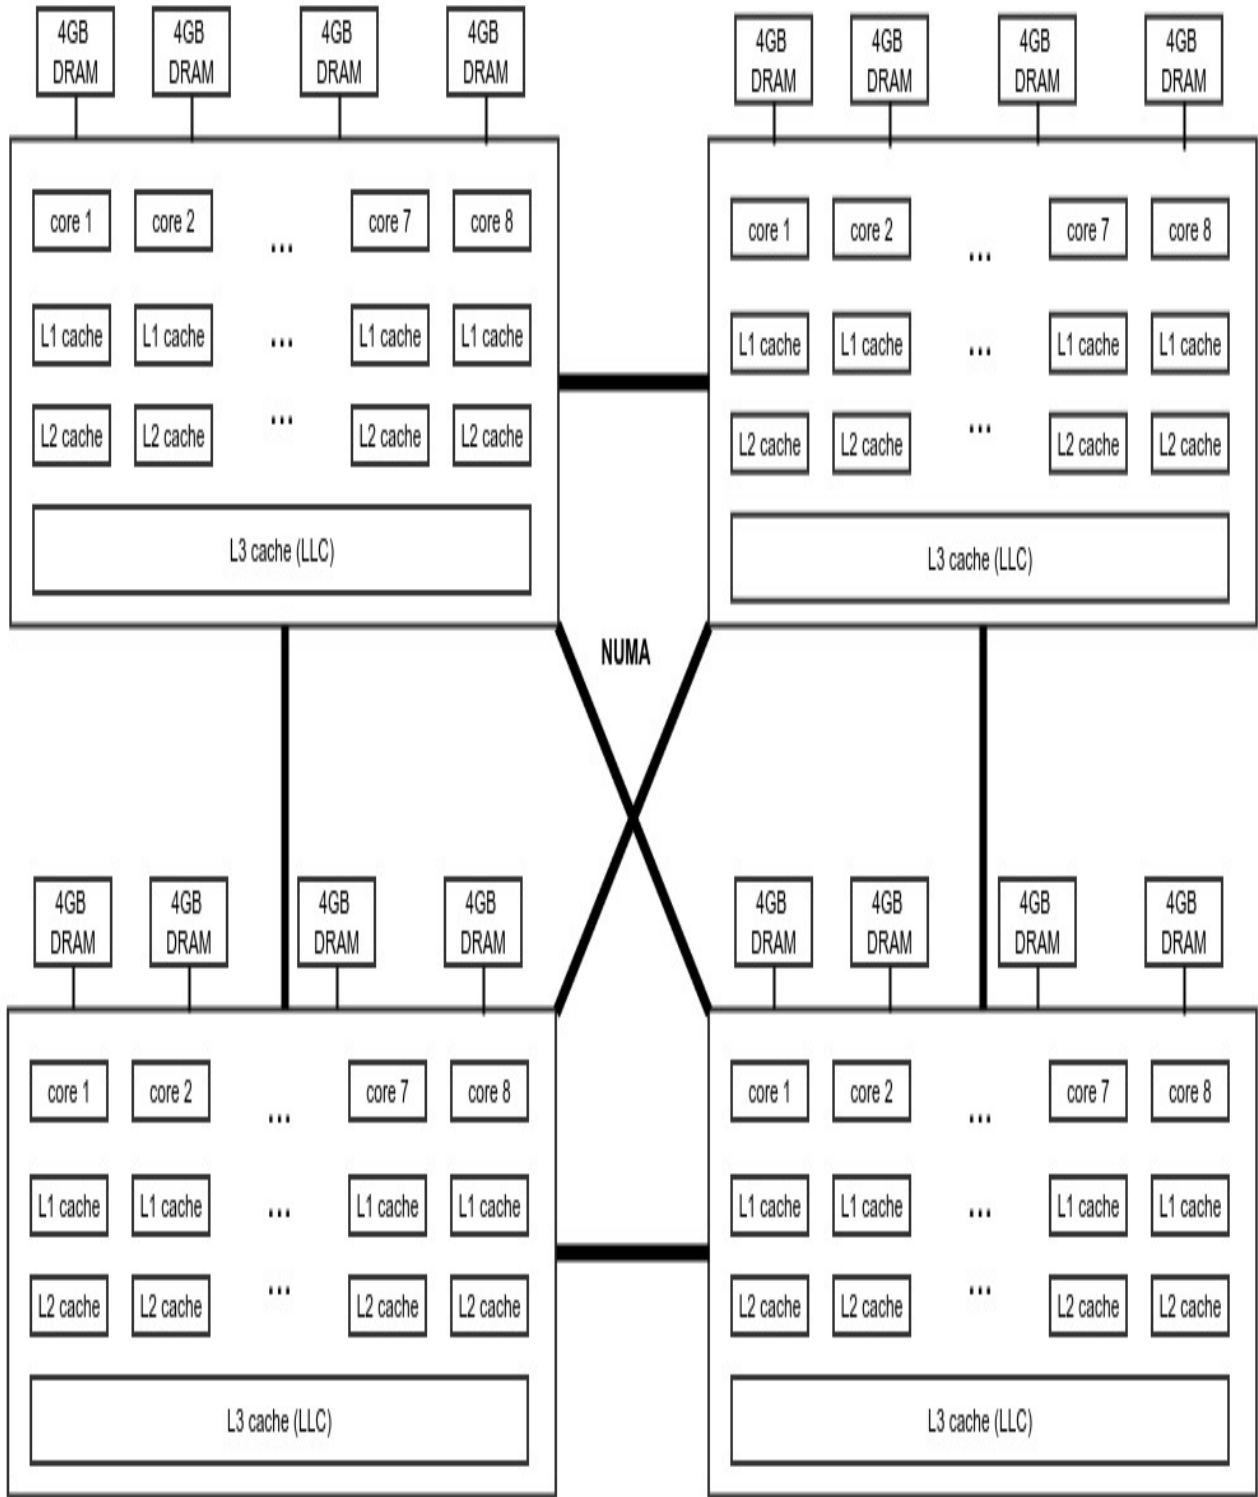 4GB
DRAM
4GB
DRAM
4GB
DRAM
4GB
DRAM
core 1
core 2
...
core 7
core 8
L1 cache
L1 cache
...
L1 cache
L1 cache
L2 cache
L2 cache
...
L2 cache
L2 cache
L3 cache (LLC)
4GB
DRAM
4GB
DRAM
4GB
DRAM
4GB
DRAM
core 1
core 2
...
core 7
core 8
L1 cache
L1 cache
...
L1 cache
L1 cache
L2 cache
L2 cache
...
L2 cache
L2 cache
L3 cache (LLC)
NUMA
4GB
DRAM
4GB
DRAM
4GB
DRAM
4GB
DRAM
core 1
core 2
...
core 7
core 8
L1 cache
L1 cache
...
L1 cache
L1 cache
L2 cache
L2 cache
...
L2 cache
L2 cache
L3 cache (LLC)
4GB
DRAM
4GB
DRAM
4GB
DRAM
4GB
DRAM
core 1
core 2
...
core 7
core 8
L1 cache
L1 cache
...
L1 cache
L1 cache
L2 cache
L2 cache
...
L2 cache
L2 cache
L3 cache (LLC)